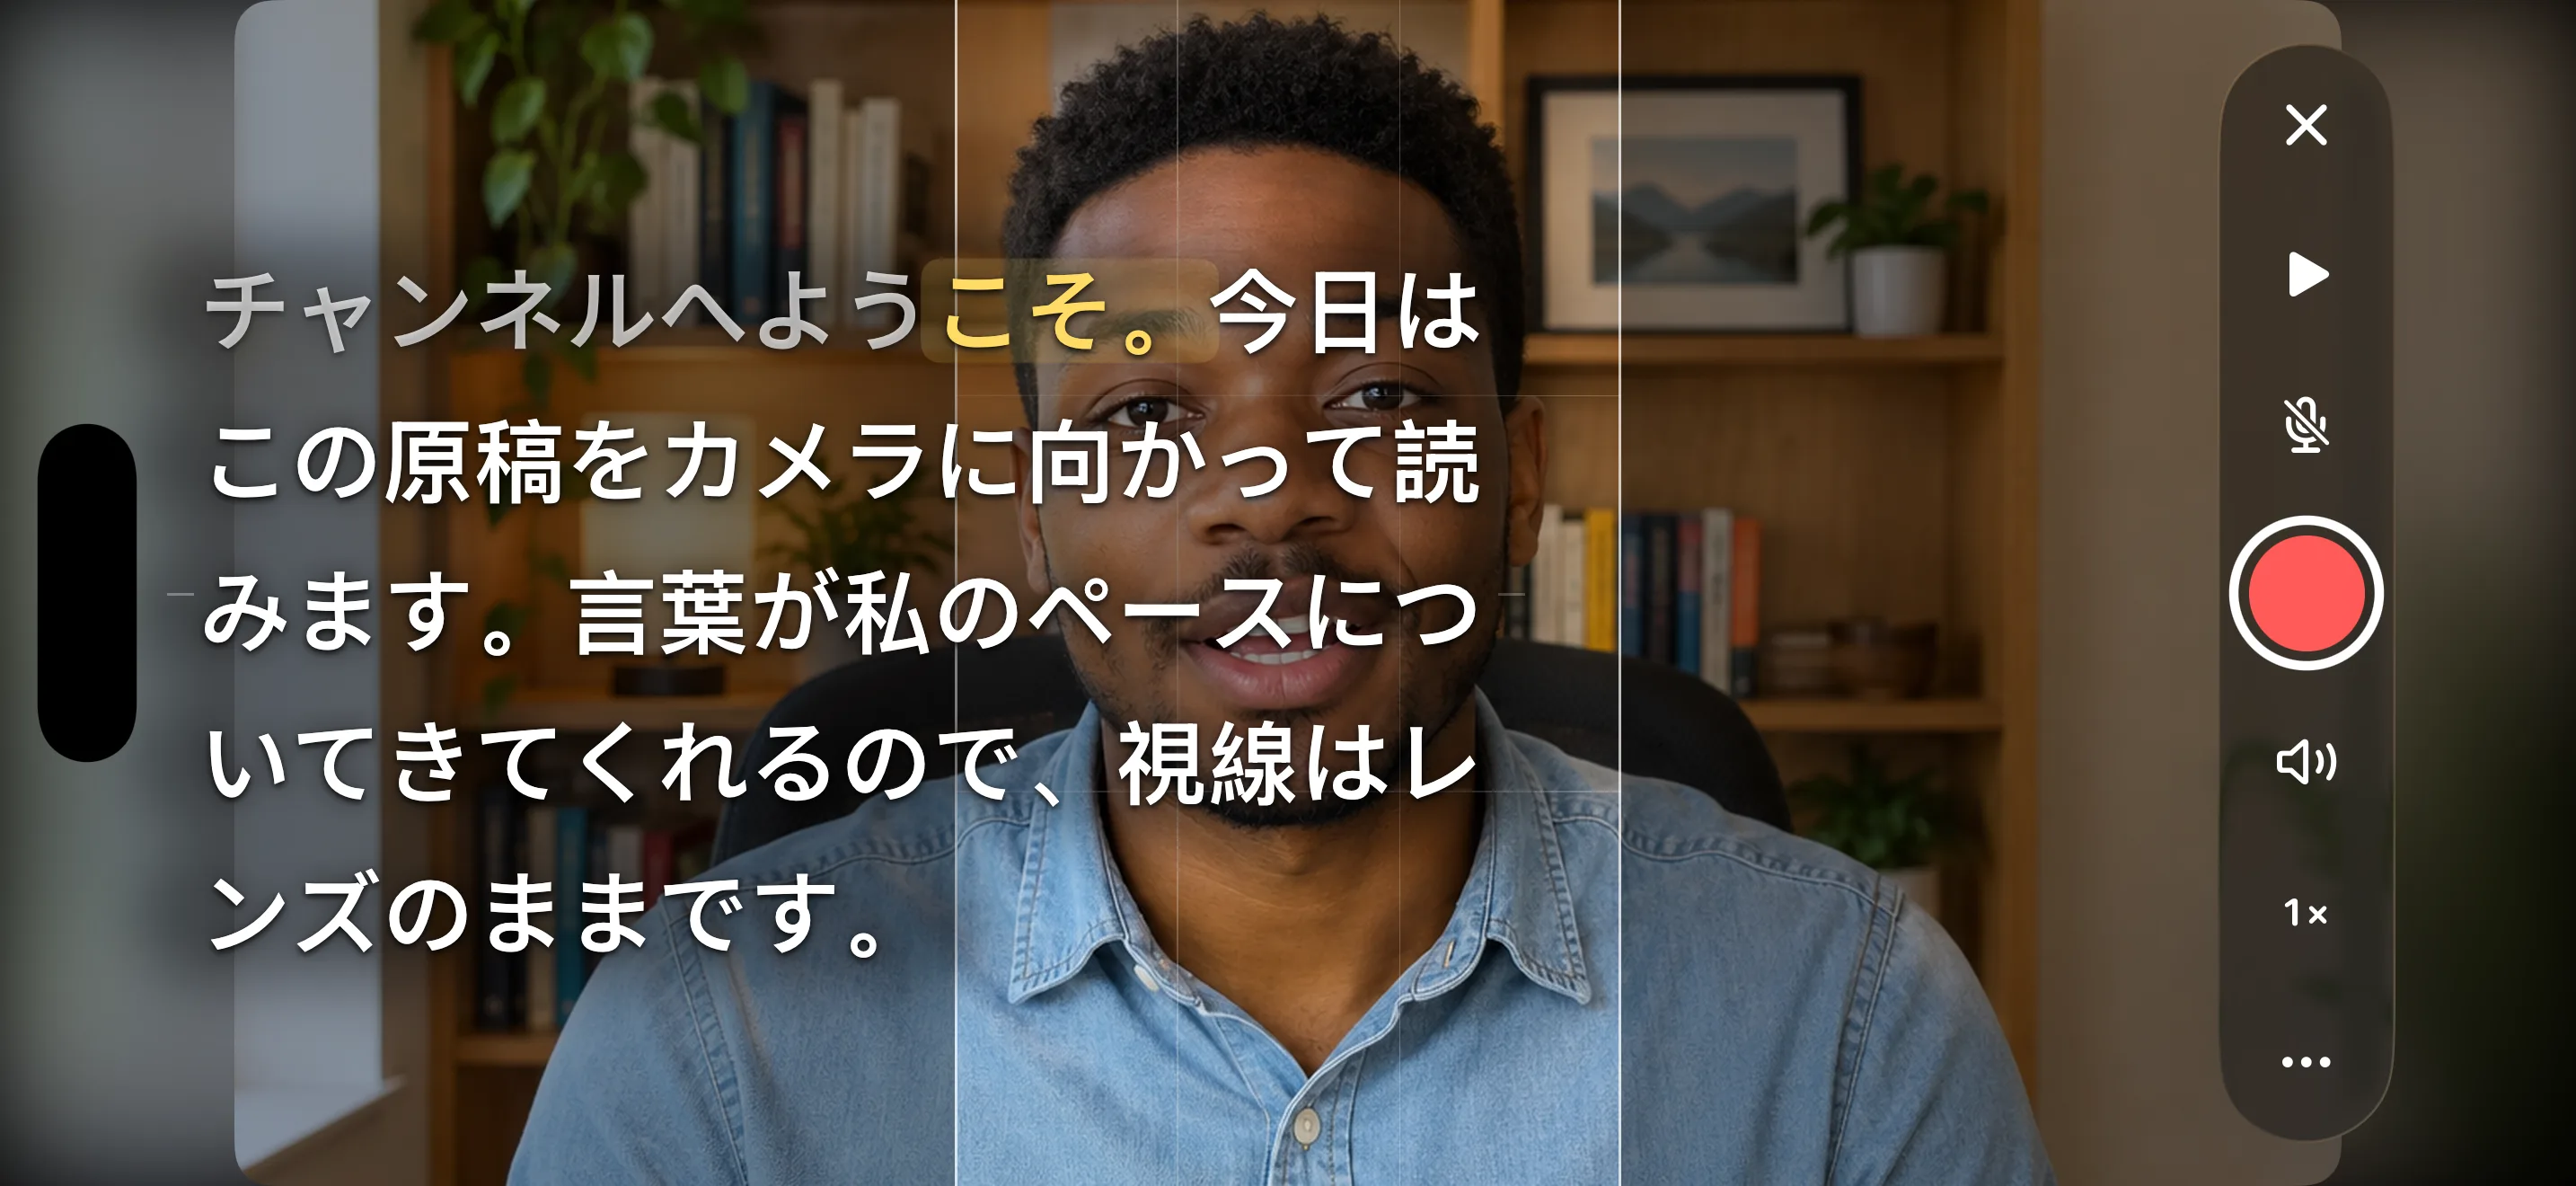 チャンネルへようこそ。今日は
この原稿をカメラに向かって読
みます。言葉が私のペースにつ
いてきてくれるので、視線はレ
ンズのままです。
1×